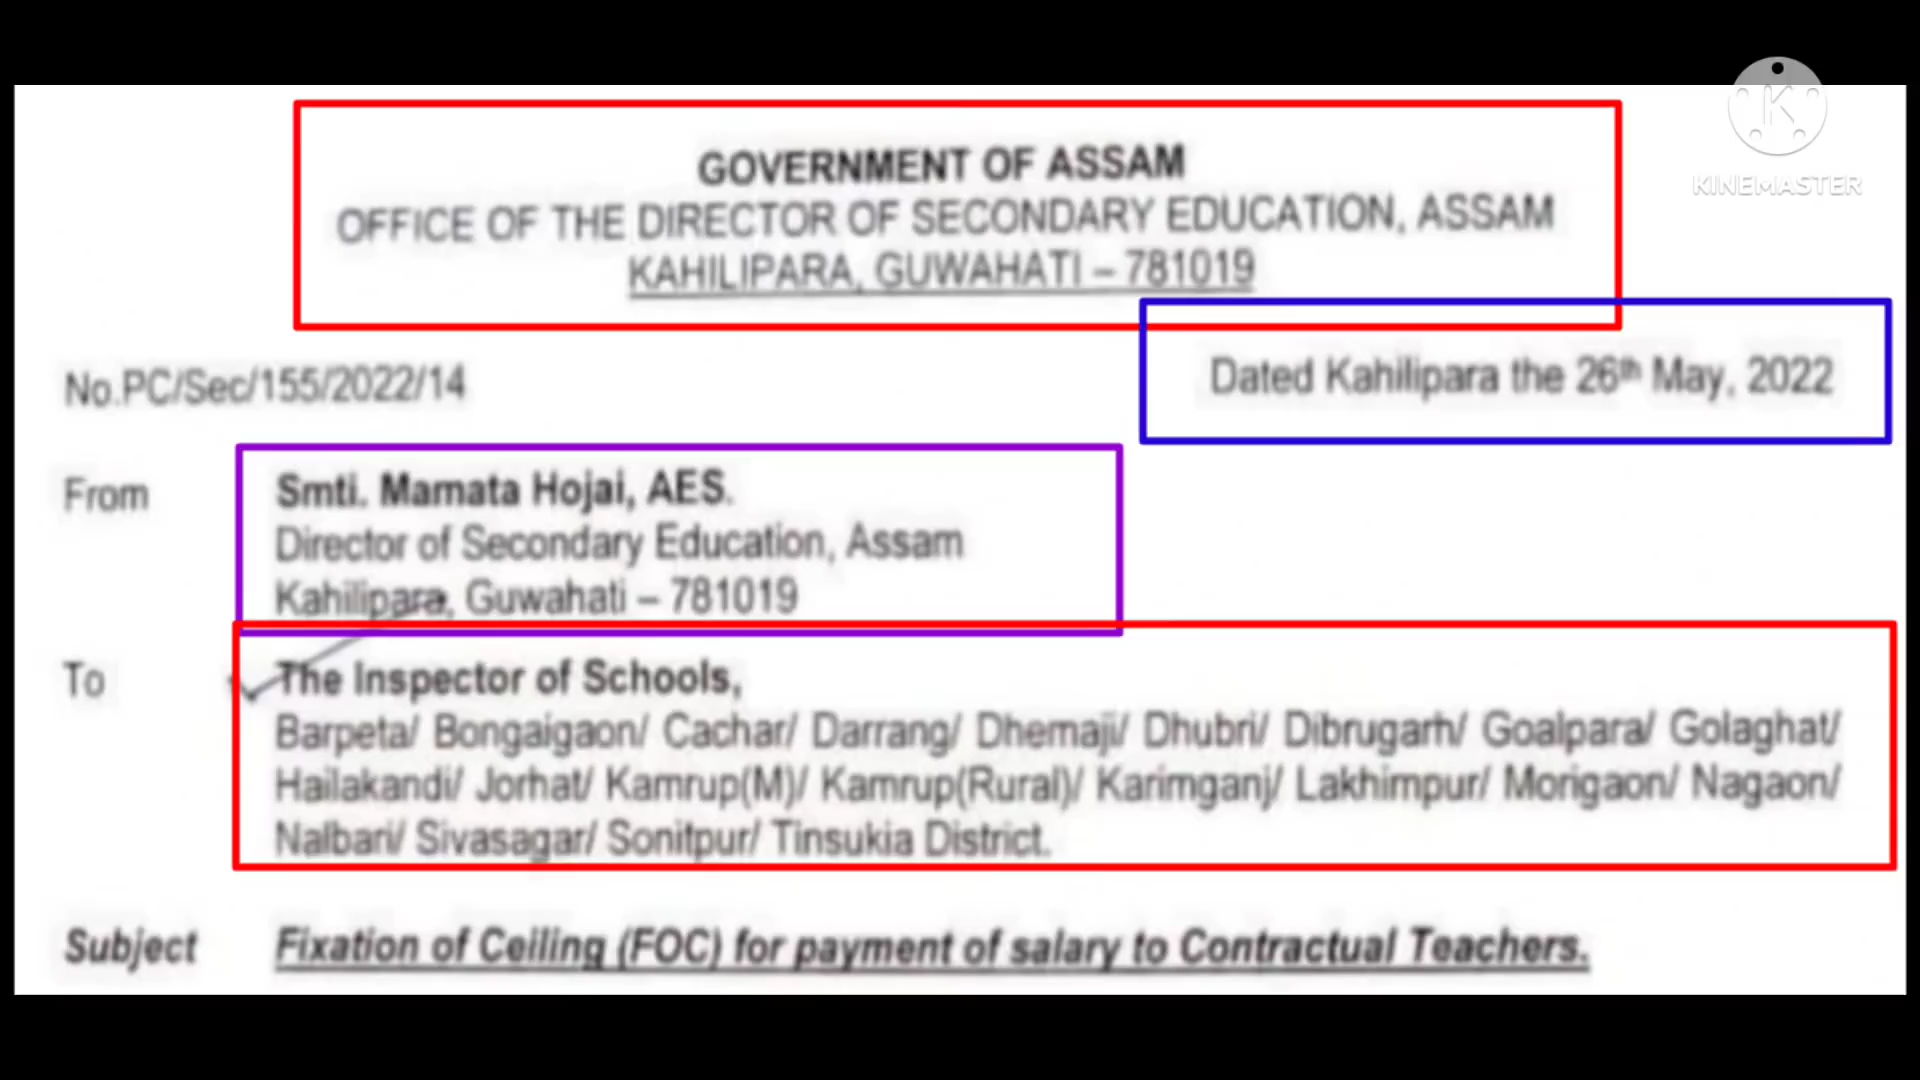 KINEMASTER
GOVERNMENT OF ASSAM
OFFICE OF THE DIRECTOR OF SECONDARY EDUCATION, ASSAM
KAHILIPARA, GUWAHATI – 781019
No.PC/Sec/155/2022/14
Dated Kahilipara the 26th May, 2022
From
Smti. Mamata Hojai, AES.
Director of Secondary Education, Assam
Kahilipara, Guwahati – 781019
To
The Inspector of Schools,
Barpeta/ Bongaigaon/ Cachar/ Darrang/ Dhemaji/ Dhubri/ Dibrugarh/ Goalpara/ Golaghat/
Hailakandi/ Jorhat/ Kamrup(M)/ Kamrup(Rural)/ Karimganj/ Lakhimpur/ Morigaon/ Nagaon/
Nalbari/ Sivasagar/ Sonitpur/ Tinsukia District.
Subject Fixation of Ceiling (FOC) for payment of salary to Contractual Teachers.